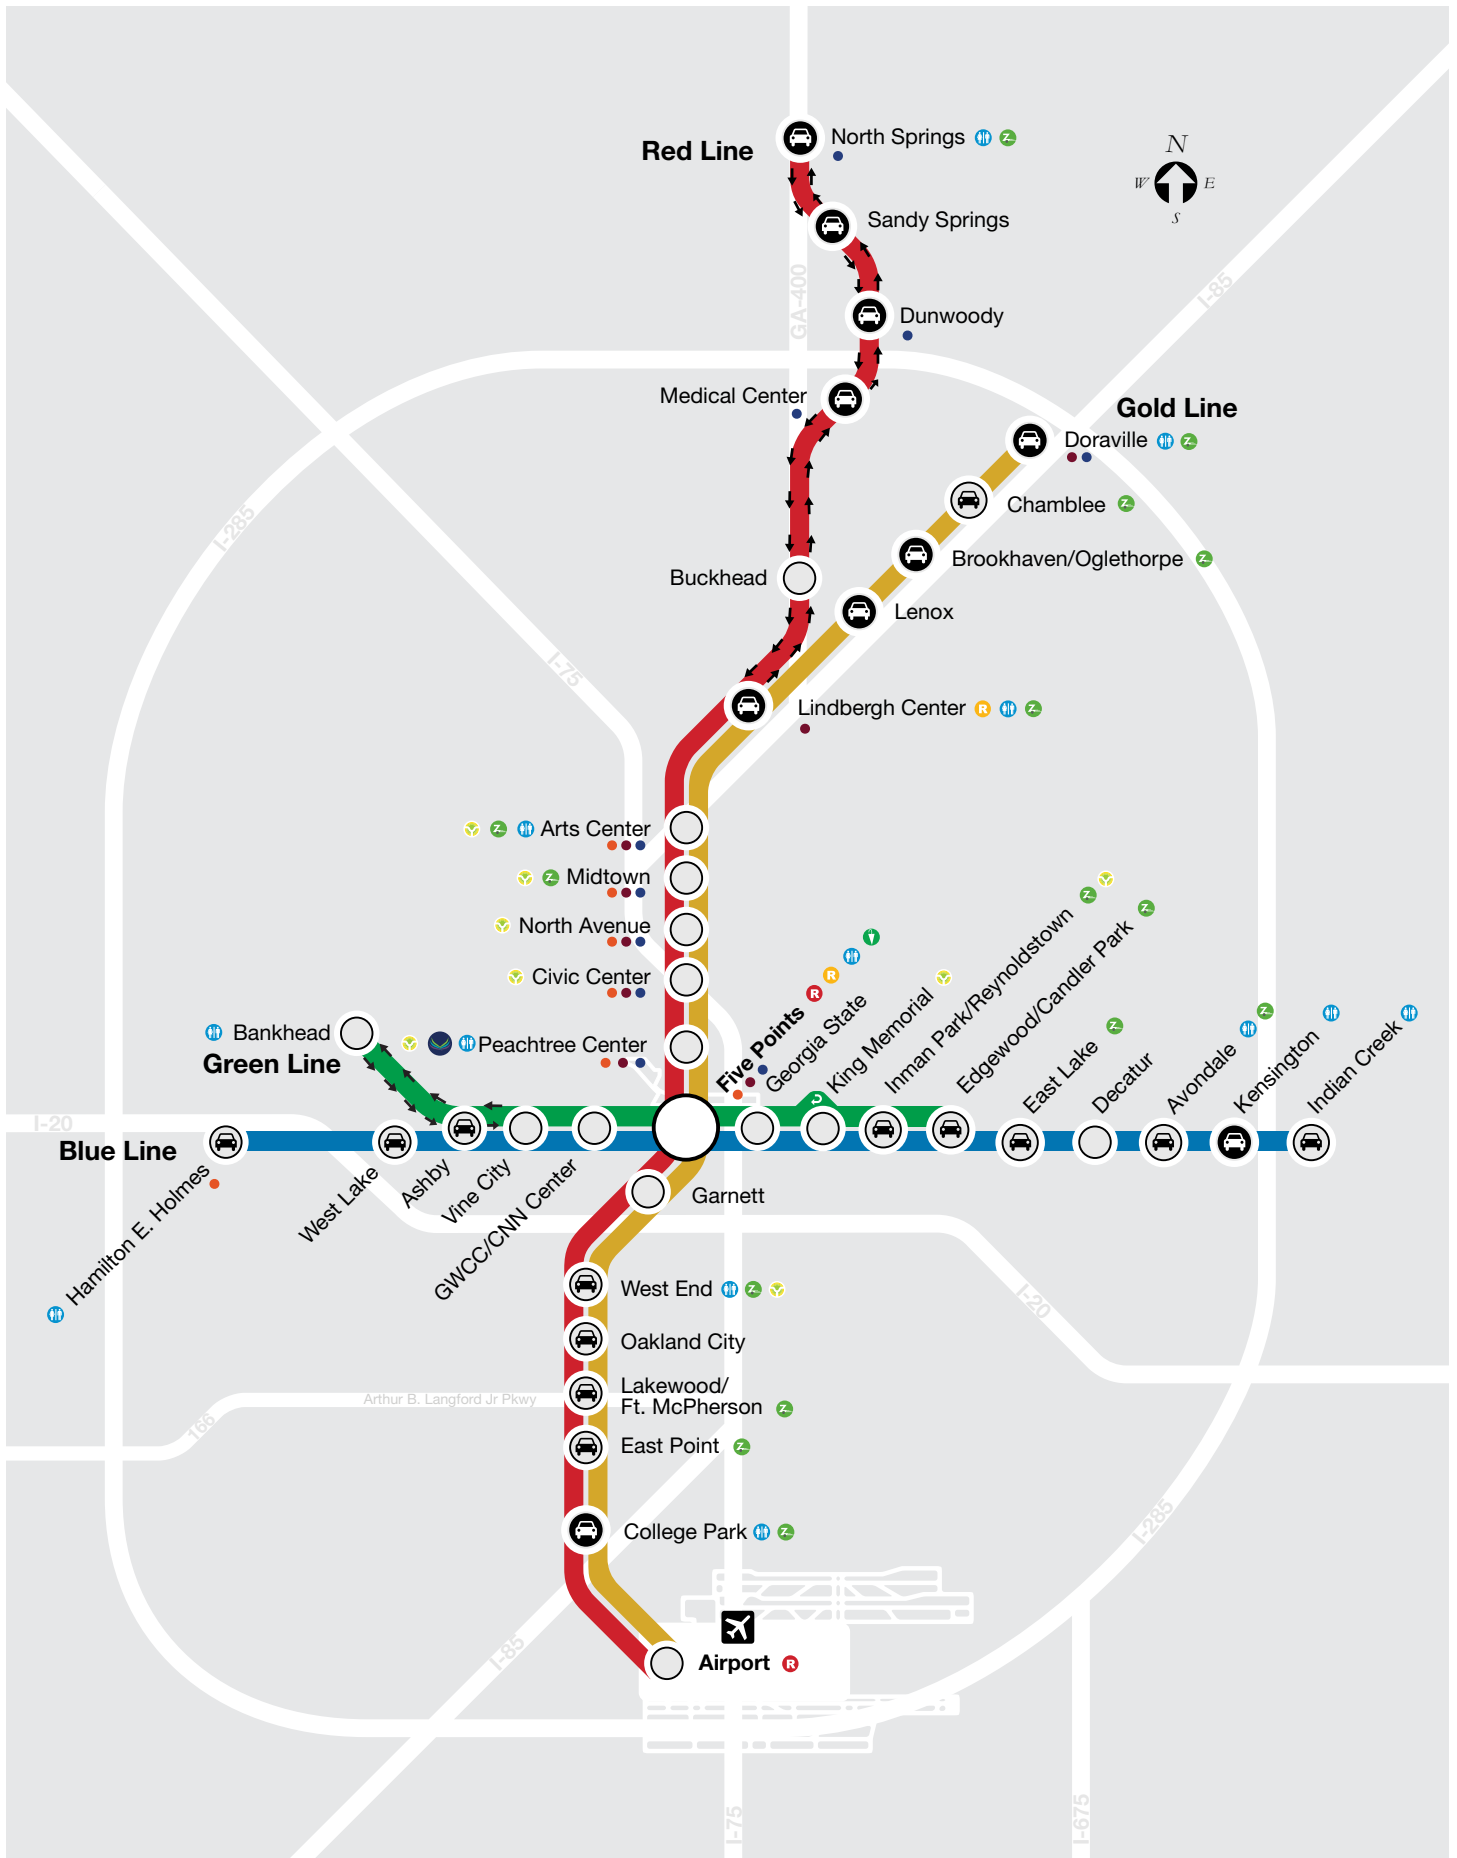 North Springs
Red Line
N
W
E
S
Sandy Springs
GA-400
I-85
Dunwoody
Medical Center
Gold Line
Doraville
Chamblee
I-285
Brookhaven/Oglethorpe
Buckhead
Lenox
I-75
Lindbergh Center R
Arts Center
Midtown
North Avenue
Civic Center
Peachtree Center
Bankhead
Green Line
Five Points R R
Georgia State
King Memorial
Inman Park/Reynoldstown
Edgewood/Candler Park
East Lake
Decatur
Avondale
Kensington
Indian Creek
I-20
Blue Line
Hamilton E. Holmes
West Lake
Ashby
Vine City
GWCC/CNN Center
Garnett
West End
I-20
Oakland City
Lakewood/
Ft. McPherson
Arthur B. Langford Jr Pkwy
166
East Point
College Park
I-285
I-85
Airport R
I-75
I-675